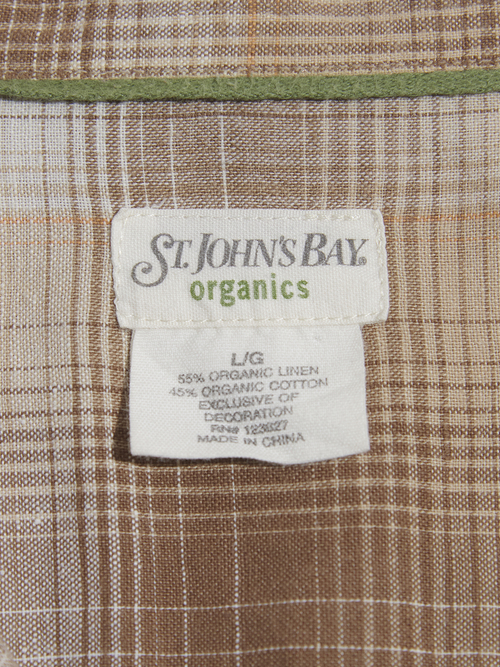 ST. JOHN'S BAY®
organics
L/G
55% ORGANIC LINEN
45% ORGANIC COTTON
EXCLUSIVE OF
DECORATION
RN# 123827
MADE IN CHINA